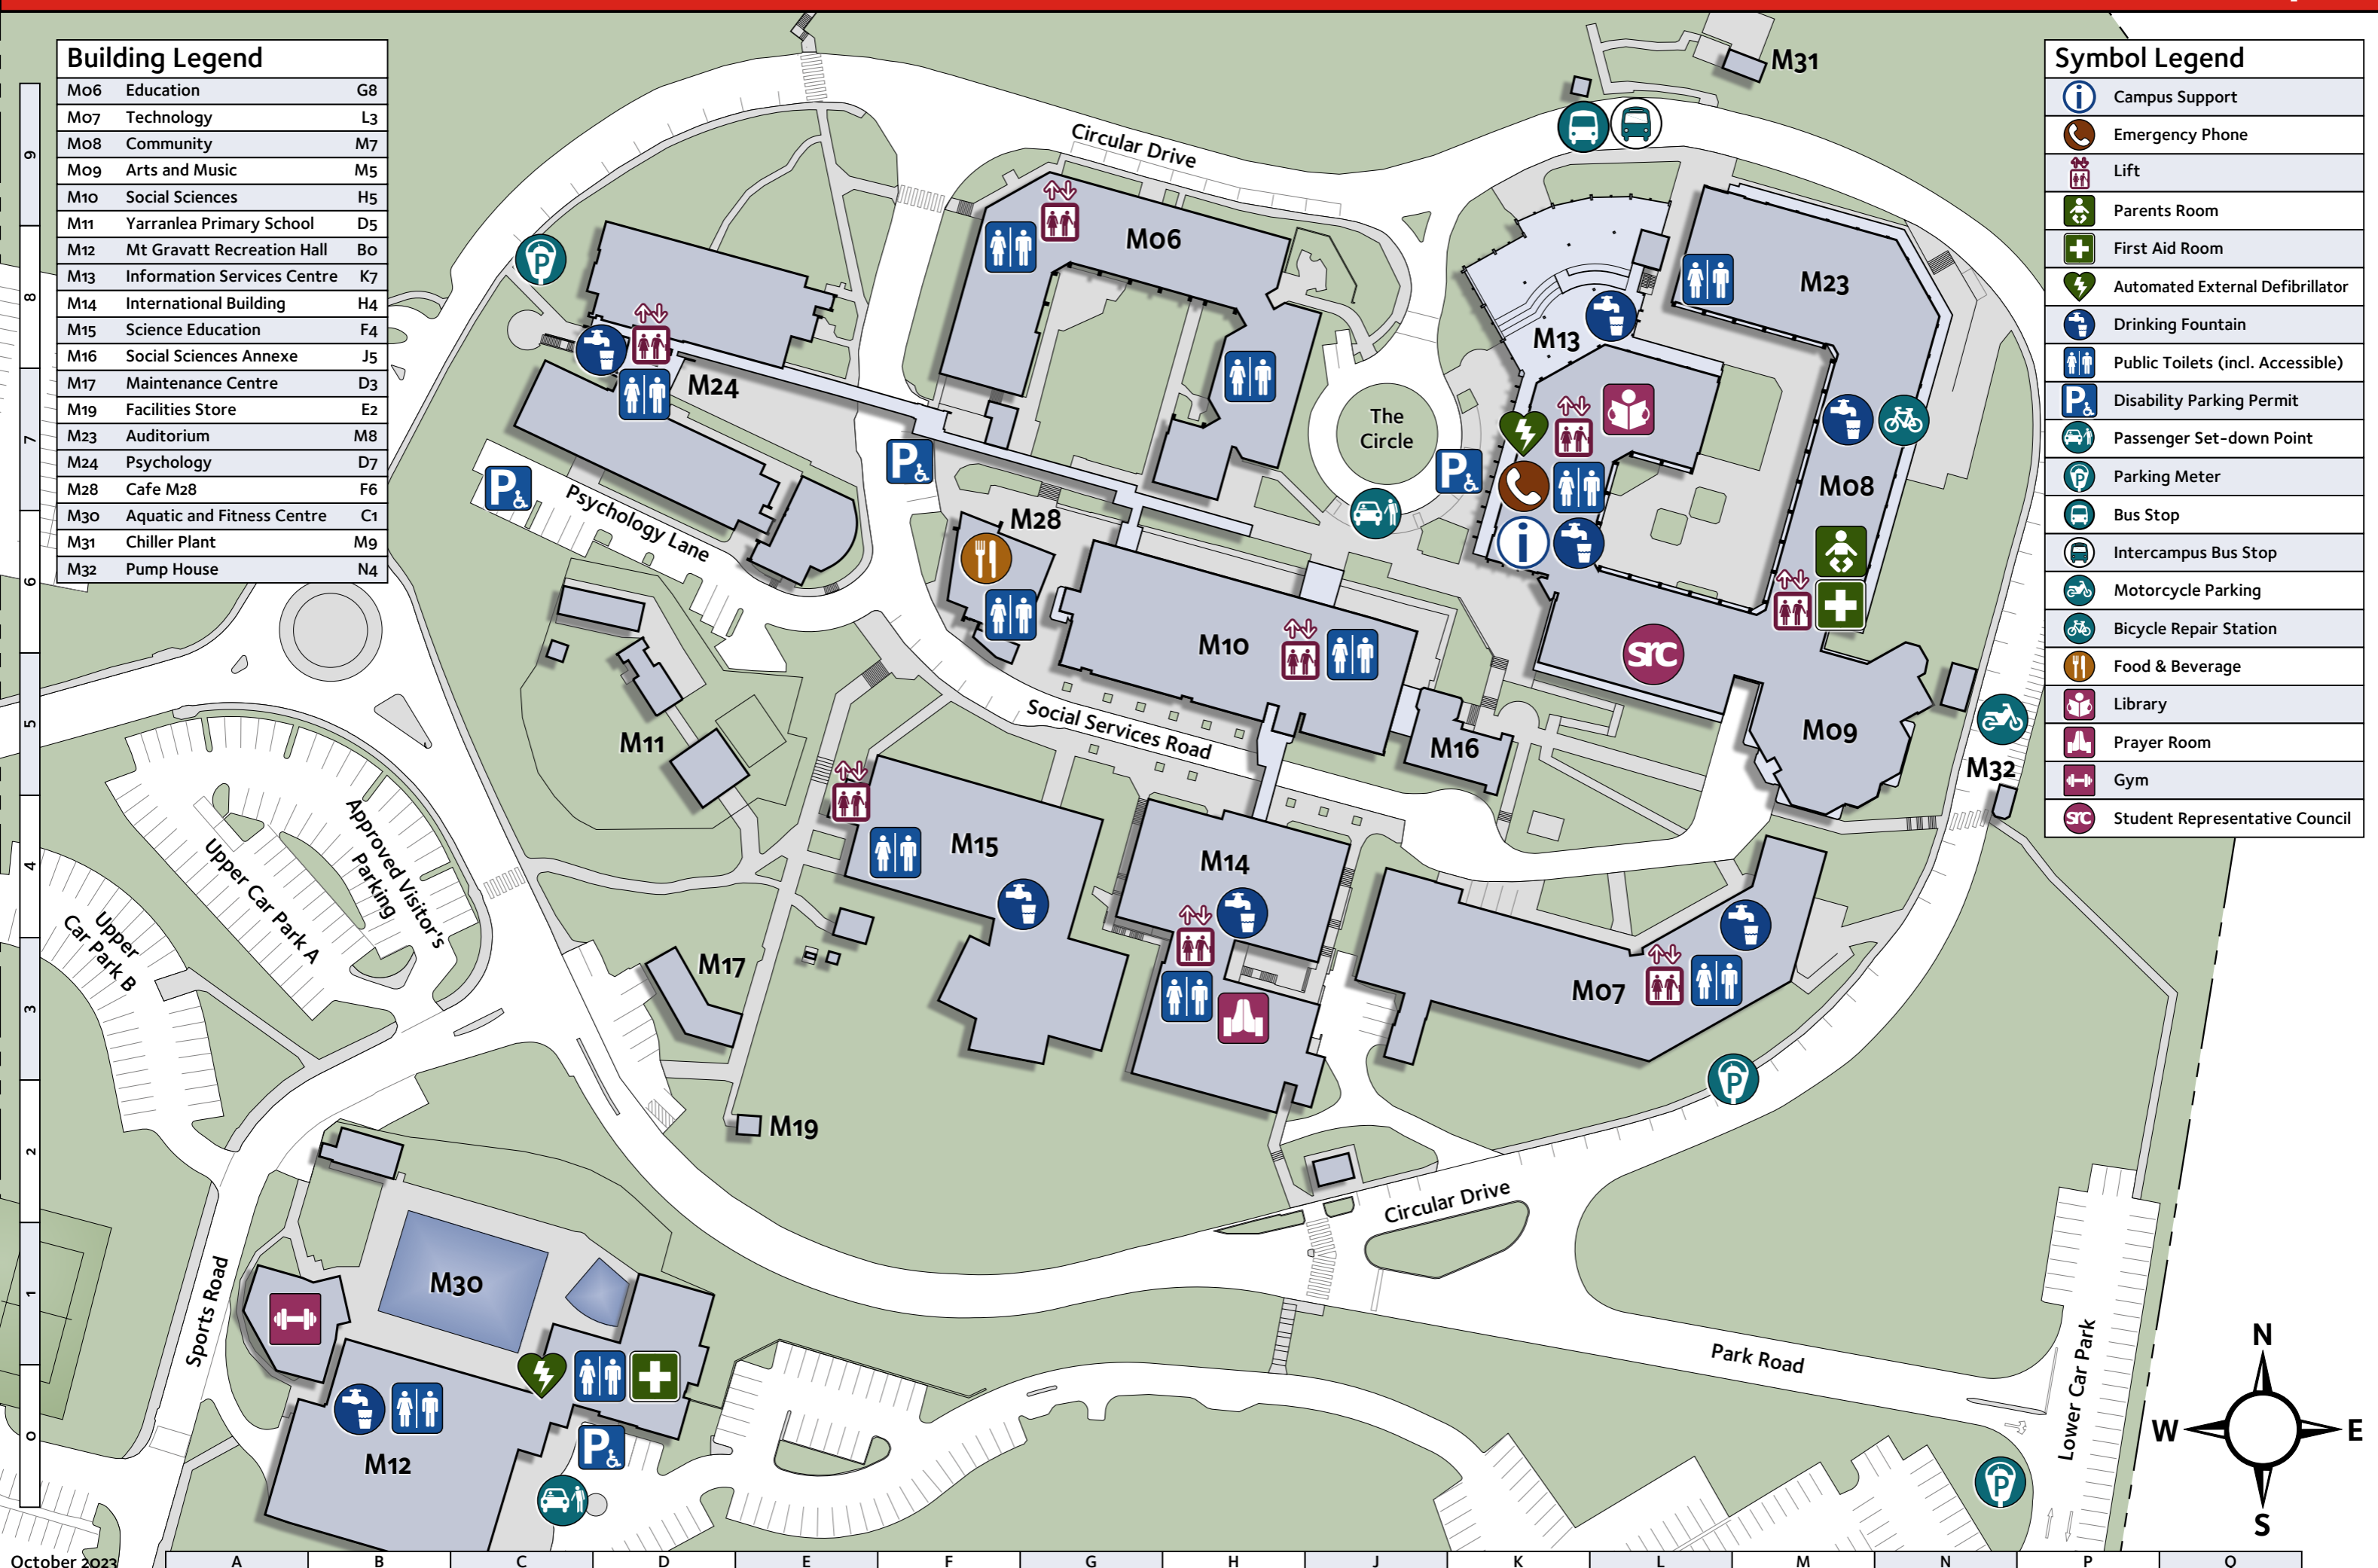 Building Legend
M06 Education G8
M07 Technology L3
M08 Community M7
M09 Arts and Music M5
M10 Social Sciences H5
M11 Yarranlea Primary School D5
M12 Mt Gravatt Recreation Hall B0
M13 Information Services Centre K7
M14 International Building H4
M15 Science Education F4
M16 Social Sciences Annexe J5
M17 Maintenance Centre D3
M19 Facilities Store E2
M23 Auditorium M8
M24 Psychology D7
M28 Cafe M28 F6
M30 Aquatic and Fitness Centre C1
M31 Chiller Plant M9
M32 Pump House N4
Symbol Legend
Campus Support
Emergency Phone
Lift
Parents Room
First Aid Room
Automated External Defibrillator
Drinking Fountain
Public Toilets (incl. Accessible)
P Disability Parking Permit
Passenger Set-down Point
P Parking Meter
Bus Stop
Intercampus Bus Stop
Motorcycle Parking
Bicycle Repair Station
Food & Beverage
Library
Prayer Room
Gym
src Student Representative Council
9
8
7
6
5
4
3
2
1
0
M31
Circular Drive
M06
P
M23
M13
M24
The
Circle
P
P
P
M08
Psychology Lane
M28
i
M10
src
Social Services Road
M11
M16
M09
M32
Approved Visitor's
Parking
Upper Car Park A
Upper
Car Park B
M15
M14
M17
M07
P
M19
Circular Drive
Sports Road
M30
Park Road
Lower Car Park
M12
P
P
N
W
E
S
October 2023
A B C D E F G H J K L M N P Q